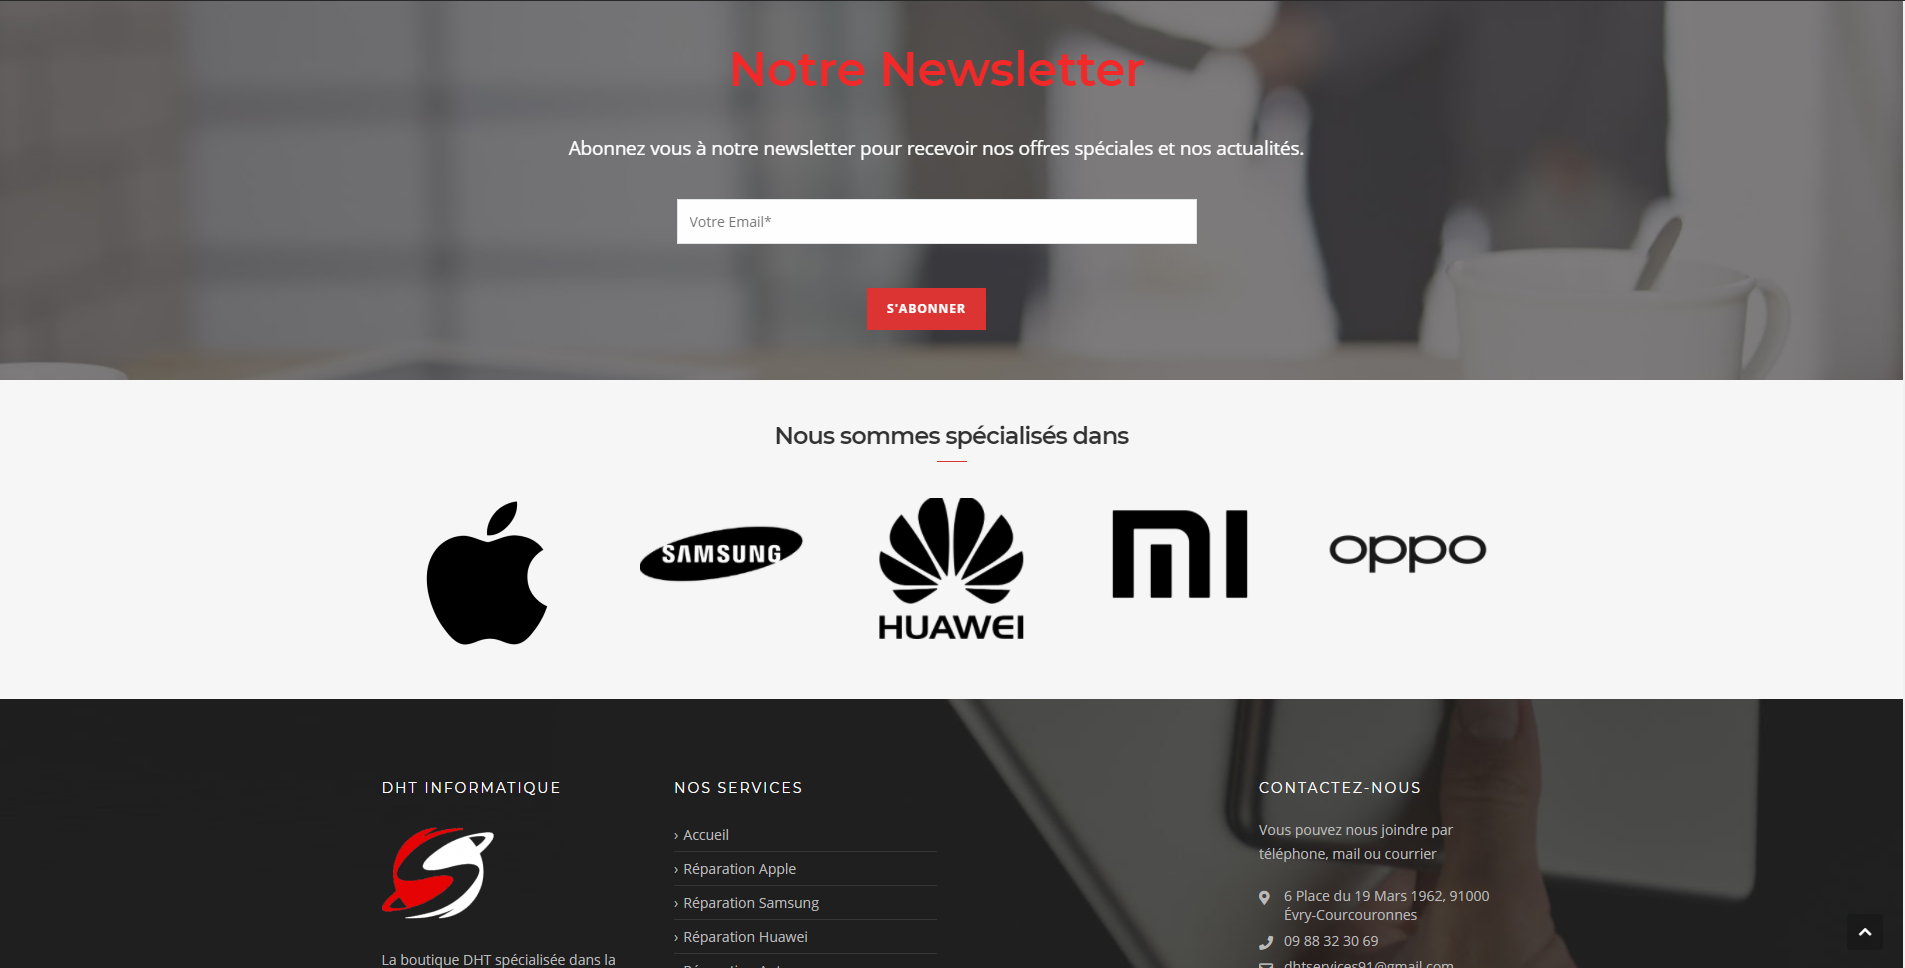 Notre Newsletter
Abonnez vous à notre newsletter pour recevoir nos offres spéciales et nos actualités.
Votre Email*
S'ABONNER
Nous sommes spécialisés dans
SAMSUNG
HUAWEI
MI
oppo
DHT INFORMATIQUE
La boutique DHT spécialisée dans la
NOS SERVICES
› Accueil
› Réparation Apple
› Réparation Samsung
› Réparation Huawei
CONTACTEZ-NOUS
Vous pouvez nous joindre par
téléphone, mail ou courrier
6 Place du 19 Mars 1962, 91000
Évry-Courcouronnes
09 88 32 30 69
dhtservices91@gmail.com